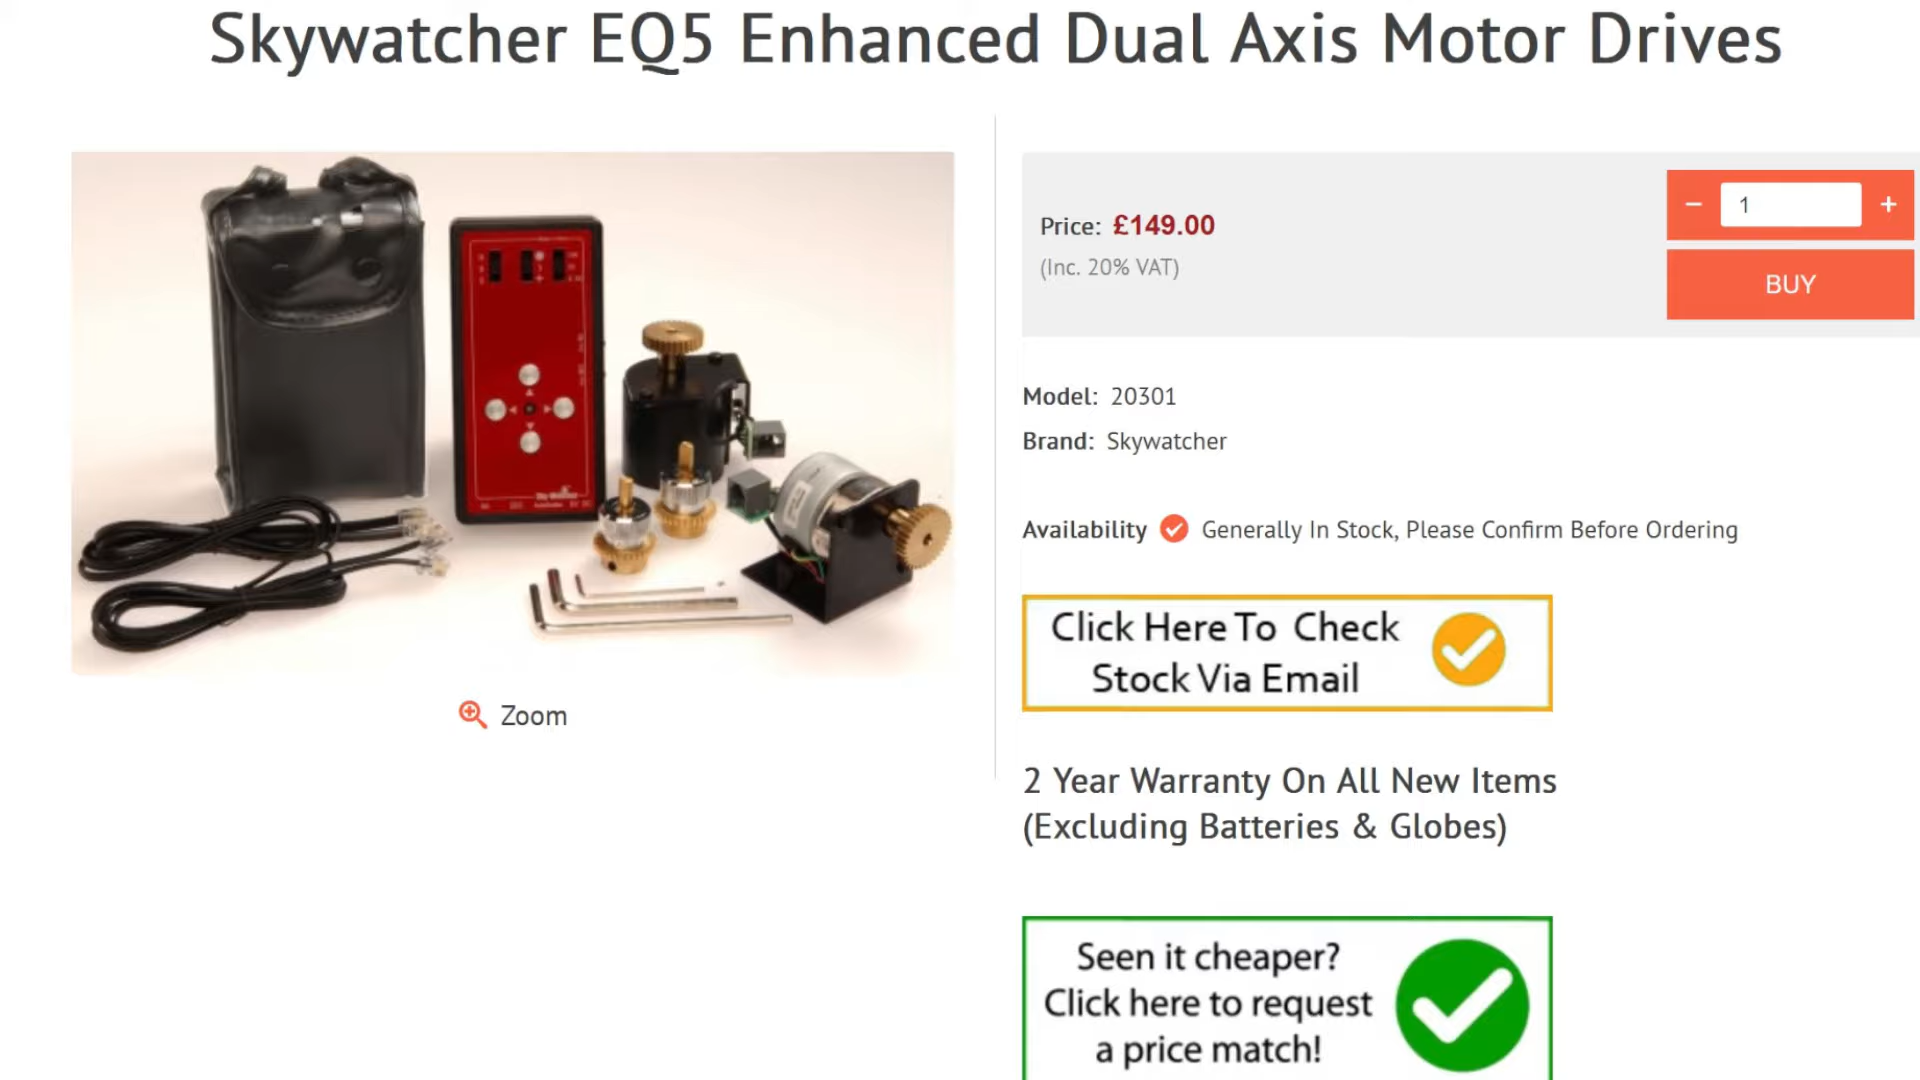 Skywatcher EQ5 Enhanced Dual Axis Motor Drives
Price: £149.00
(Inc. 20% VAT)
− 1 +
BUY
Model: 20301
Brand: Skywatcher
Availability Generally In Stock, Please Confirm Before Ordering
Click Here To Check
Stock Via Email
Zoom
2 Year Warranty On All New Items
(Excluding Batteries & Globes)
Seen it cheaper?
Click here to request
a price match!